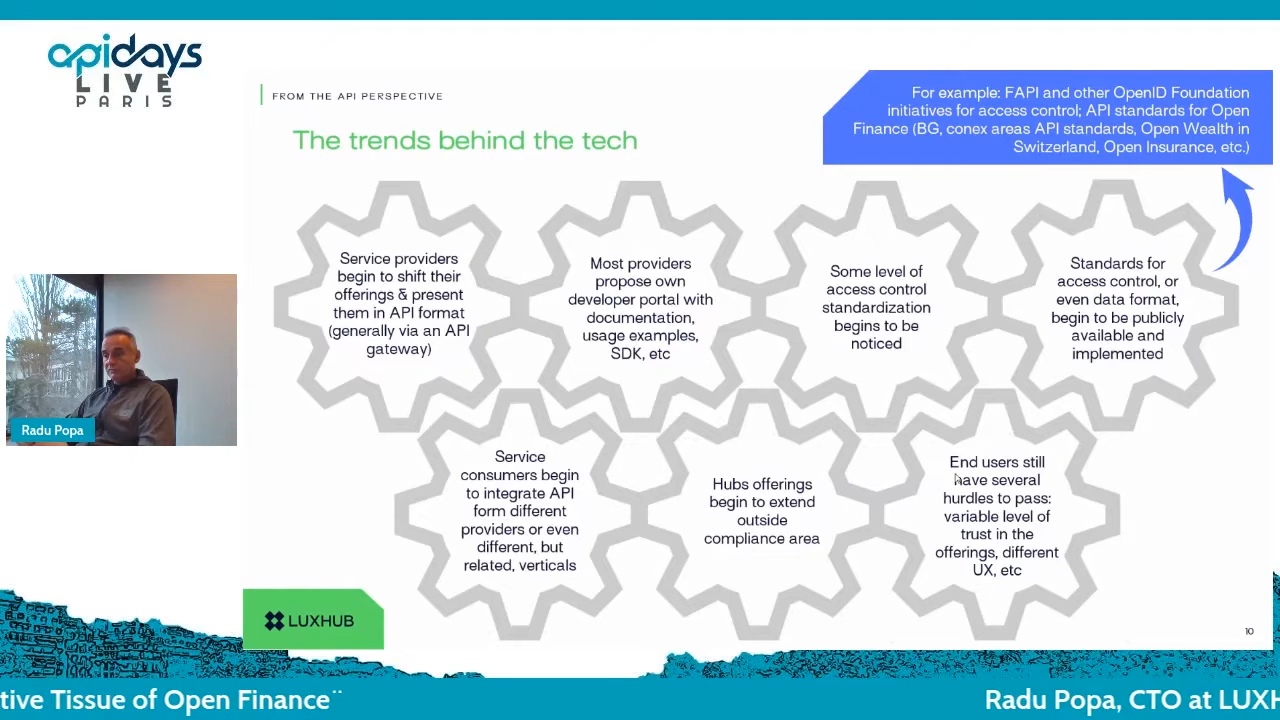 apidays
LIVE
PARIS
FROM THE API PERSPECTIVE
The trends behind the tech
For example: FAPI and other OpenID Foundation
initiatives for access control; API standards for Open
Finance (BG, conex areas API standards, Open Wealth in
Switzerland, Open Insurance, etc.)
Service providers
begin to shift their
offerings & present
them in API format
(generally via an API
gateway)
Most providers
propose own
developer portal with
documentation,
usage examples,
SDK, etc
Some level of
access control
standardization
begins to be
noticed
Standards for
access control, or
even data format,
begin to be publicly
available and
implemented
Service
consumers begin
to integrate API
form different
providers or even
different, but
related, verticals
Hubs offerings
begin to extend
outside
compliance area
End users still
have several
hurdles to pass:
variable level of
trust in the
offerings, different
UX, etc
Radu Popa
LUXHUB
10
tive Tissue of Open Finance¨
Radu Popa, CTO at LUXH